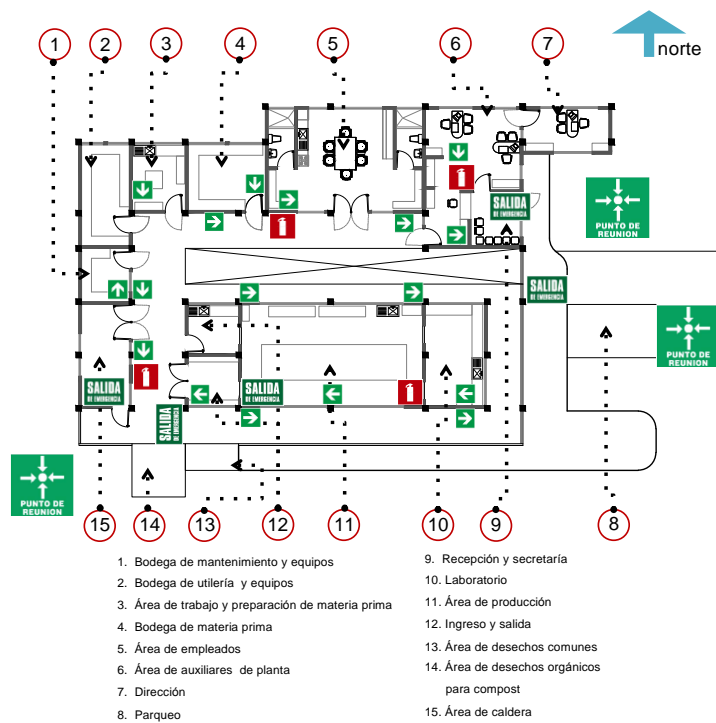 1
2
3
4
5
6
7
norte
SALIDA
DE EMERGENCIA
PUNTO DE
REUNION
SALIDA
DE EMERGENCIA
PUNTO DE
REUNION
SALIDA
DE EMERGENCIA
SALIDA
DE EMERGENCIA
SALIDA
DE EMERGENCIA
PUNTO DE
REUNION
15
14
13
12
11
10
9
8
1. Bodega de mantenimiento y equipos
2. Bodega de utilería y equipos
3. Área de trabajo y preparación de materia prima
4. Bodega de materia prima
5. Área de empleados
6. Área de auxiliares de planta
7. Dirección
8. Parqueo
9. Recepción y secretaría
10. Laboratorio
11. Área de producción
12. Ingreso y salida
13. Área de desechos comunes
14. Área de desechos orgánicos
para compost
15. Área de caldera